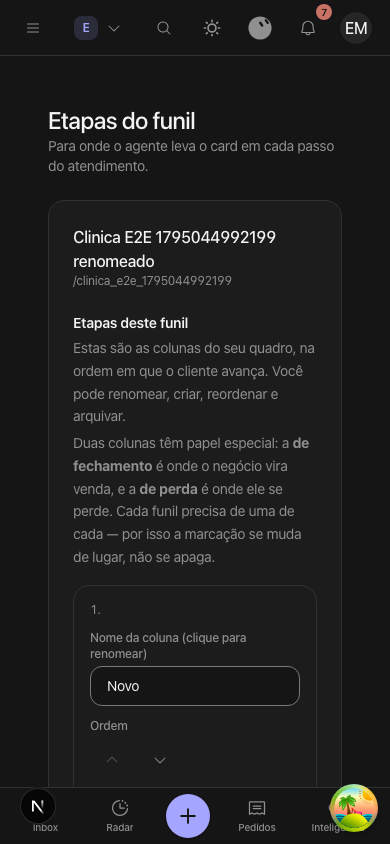 E
7
EM
Etapas do funil
Para onde o agente leva o card em cada passo
do atendimento.
Clinica E2E 1795044992199
renomeado
/clinica_e2e_1795044992199
Etapas deste funil
Estas são as colunas do seu quadro, na
ordem em que o cliente avança. Você
pode renomear, criar, reordenar e
arquivar.
Duas colunas têm papel especial: a de
fechamento é onde o negócio vira
venda, e a de perda é onde ele se
perde. Cada funil precisa de uma de
cada — por isso a marcação se muda
de lugar, não se apaga.
1.
Nome da coluna (clique para
renomear)
Novo
Ordem
N
Inbox
Radar
Pedidos